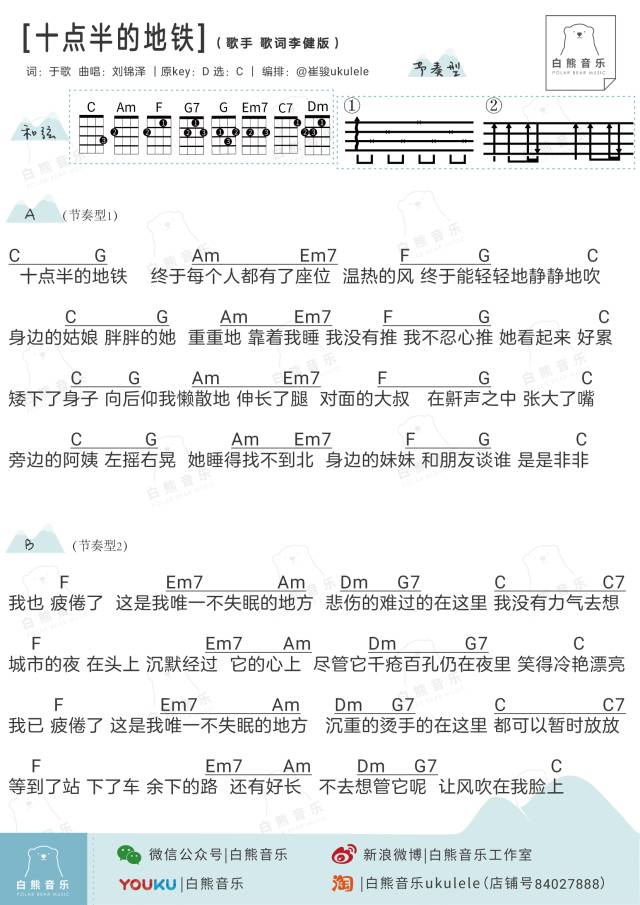 [十点半的地铁]（歌手 歌词李健版）
白熊音乐
POLAR BEAR MUSIC
词：于歌 曲唱：刘锦泽 | 原key：D 选：C | 编排：@崔骏ukulele
节奏型
和弦
C Am F G7 G Em7 C7 Dm
① ②
A （节奏型1）
C G Am Em7 F G C
十点半的地铁 终于每个人都有了座位 温热的风 终于能轻轻地静静地吹
C G Am Em7 F G C
身边的姑娘 胖胖的她 重重地 靠着我睡 我没有推 我不忍心推 她看起来 好累
C G Am Em7 F G C
矮下了身子 向后仰我懒散地 伸长了腿 对面的大叔 在鼾声之中 张大了嘴
C G Am Em7 F G C
旁边的阿姨 左摇右晃 她睡得找不到北 身边的妹妹 和朋友谈谁 是是非非
B （节奏型2）
F Em7 Am Dm G7 C C7
我也 疲倦了 这是我唯一不失眠的地方 悲伤的难过的在这里 我没有力气去想
F Em7 Am Dm G7 C
城市的夜 在头上 沉默经过 它的心上 尽管它千疮百孔仍在夜里 笑得冷艳漂亮
F Em7 Am Dm G7 C C7
我已 疲倦了 这是我唯一不失眠的地方 沉重的烫手的在这里 都可以暂时放放
F Em7 Am Dm G7 C
等到了站 下了车 余下的路 还有好长 不去想管它呢 让风吹在我脸上
白熊音乐
POLAR BEAR MUSIC
微信公众号|白熊音乐
新浪微博|白熊音乐工作室
YOUKU|白熊音乐
淘|白熊音乐ukulele(店铺号84027888)